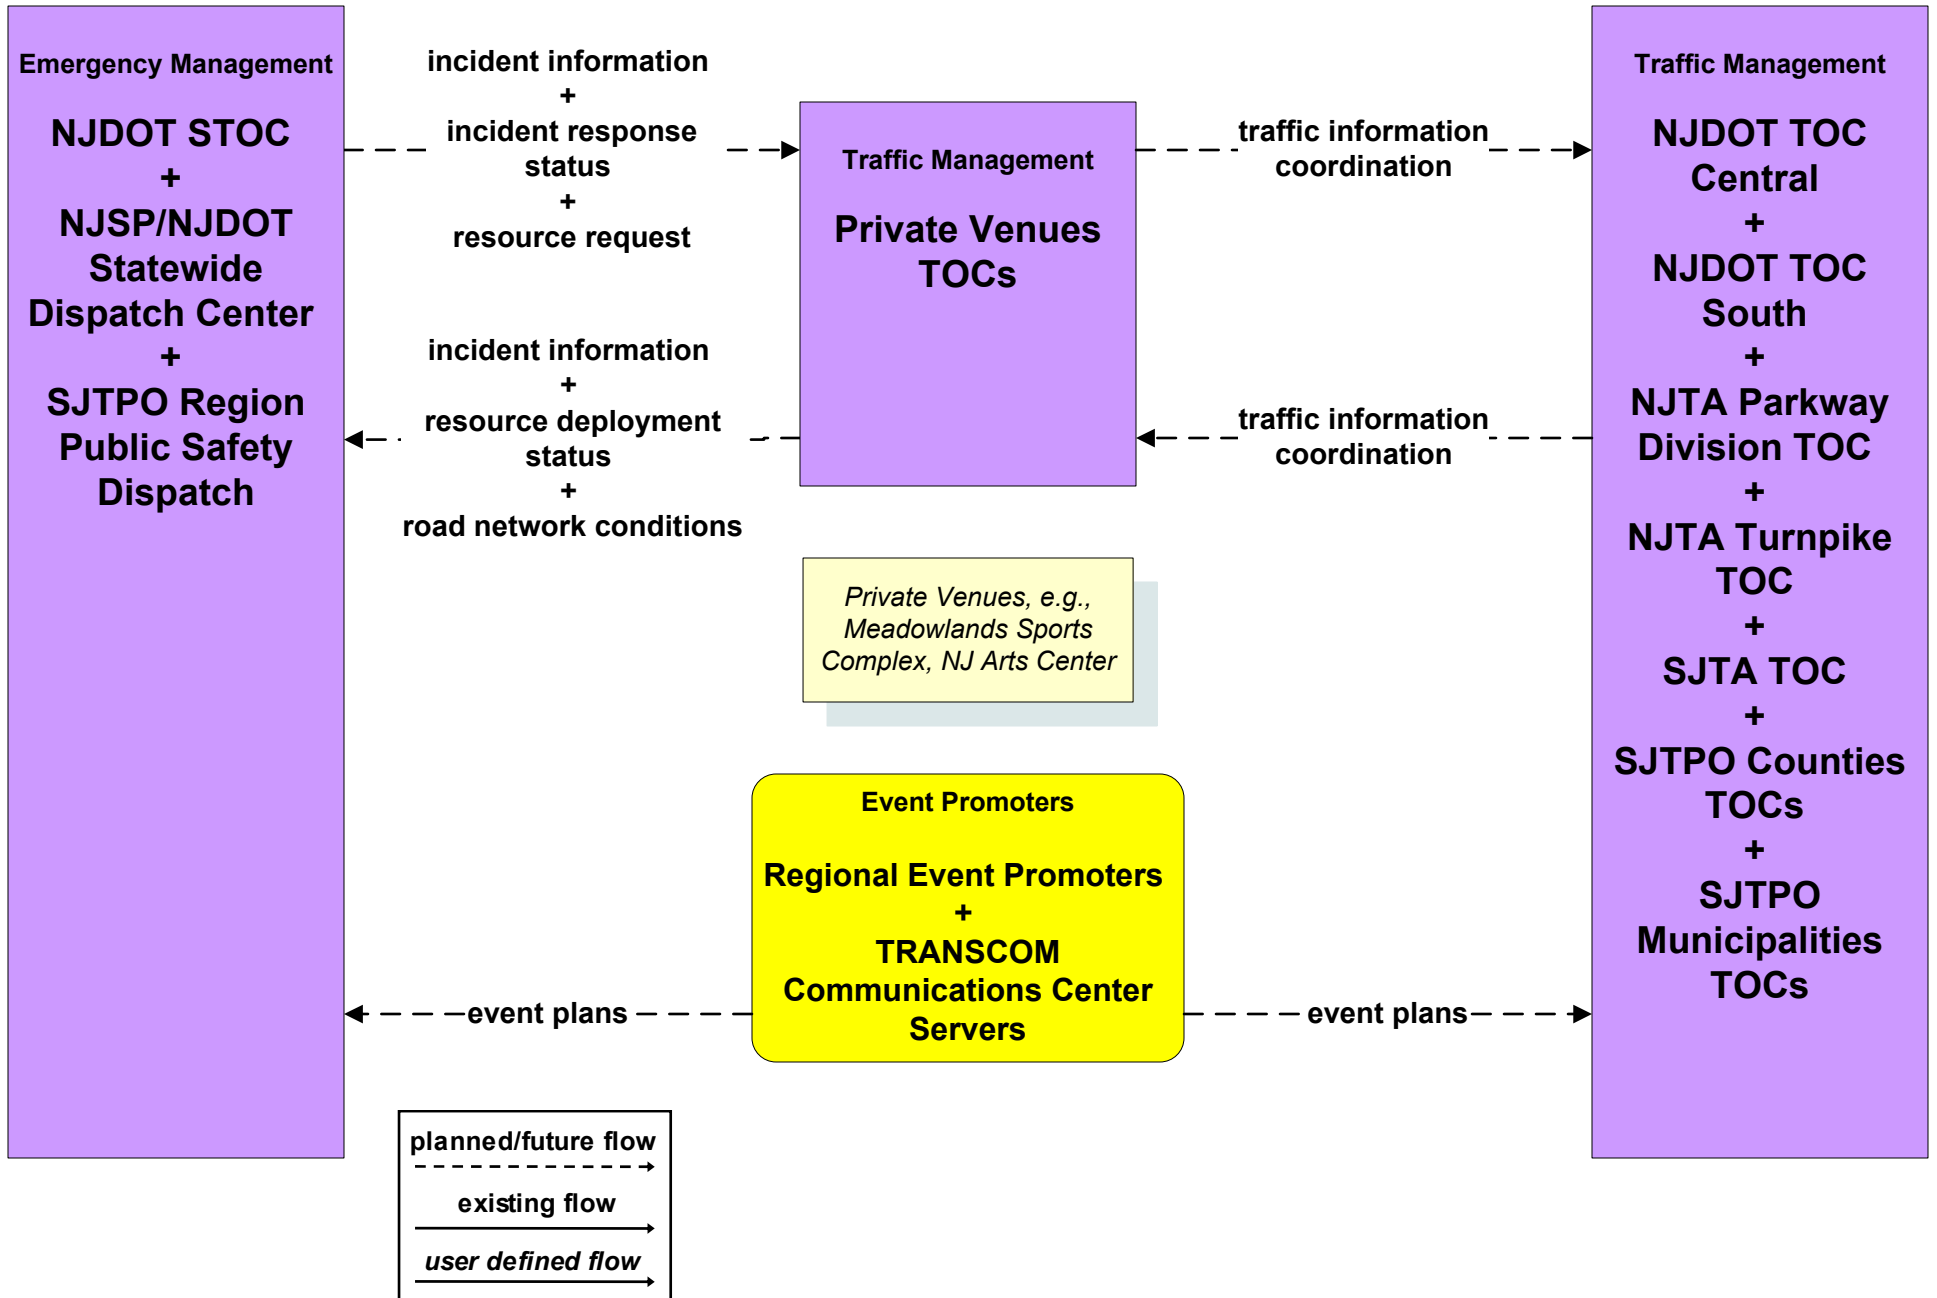 Emergency Management
NJDOT STOC
+
NJSP/NJDOT
Statewide
Dispatch Center
+
SJTPO Region
Public Safety
Dispatch
incident information
+
incident response
status
+
resource request
incident information
+
resource deployment
status
+
road network conditions
Traffic Management
Private Venues
TOCs
traffic information
coordination
traffic information
coordination
Traffic Management
NJDOT TOC
Central
+
NJDOT TOC
South
+
NJTA Parkway
Division TOC
+
NJTA Turnpike
TOC
+
SJTA TOC
+
SJTPO Counties
TOCs
+
SJTPO
Municipalities
TOCs
Private Venues, e.g.,
Meadowlands Sports
Complex, NJ Arts Center
Event Promoters
Regional Event Promoters
+
TRANSCOM
Communications Center
Servers
event plans
event plans
planned/future flow
existing flow
user defined flow